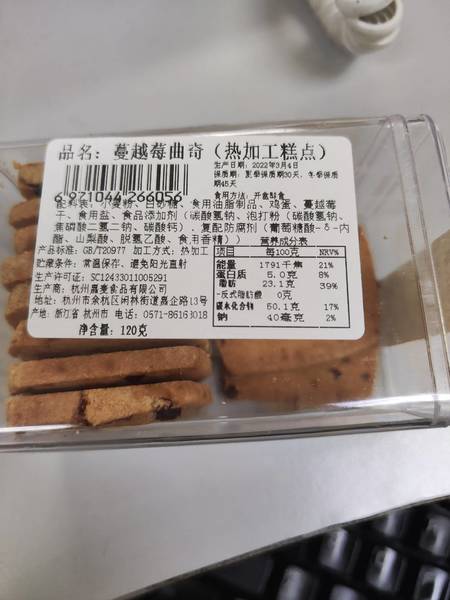 品名：蔓越莓曲奇（热加工糕点）
生产日期：2022年3月4日
保质期：夏季保质期30天，冬季保质期45天
6 971044 266056
食用方法：开盒即食
配料表：小麦粉、白砂糖、食用油脂制品、鸡蛋、蔓越莓
干、食用盐、食品添加剂（碳酸氢钠、泡打粉（碳酸氢钠、
焦磷酸二氢二钠、碳酸钙）、复配防腐剂（葡萄糖酸-δ-内
酯、山梨酸、脱氢乙酸、食用香精））
产品标准：GB/T20977 加工方式：热加工
贮藏条件：常温保存、避免阳光直射
生产许可证：SC12433011005291
生产商：杭州嘉麦食品有限公司
地址：杭州市余杭区闲林街道嘉企路13号
产地：浙江省 杭州市 电话：0571-86183018
净含量：120克
营养成分表
项目 每100克 NRV%
能量 1791千焦 21%
蛋白质 5.0克 8%
脂肪 23.1克 39%
-反式脂肪酸 0克
碳水化合物 50.1克 17%
钠 40毫克 2%